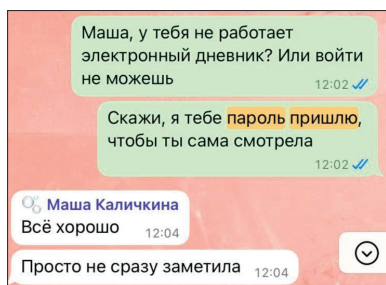 Маша, у тебя не работает
электронный дневник? Или войти
не можешь
12:02
Скажи, я тебе пароль пришлю,
чтобы ты сама смотрела
12:02
Маша Каличкина
Всё хорошо 12:04
Просто не сразу заметила 12:04